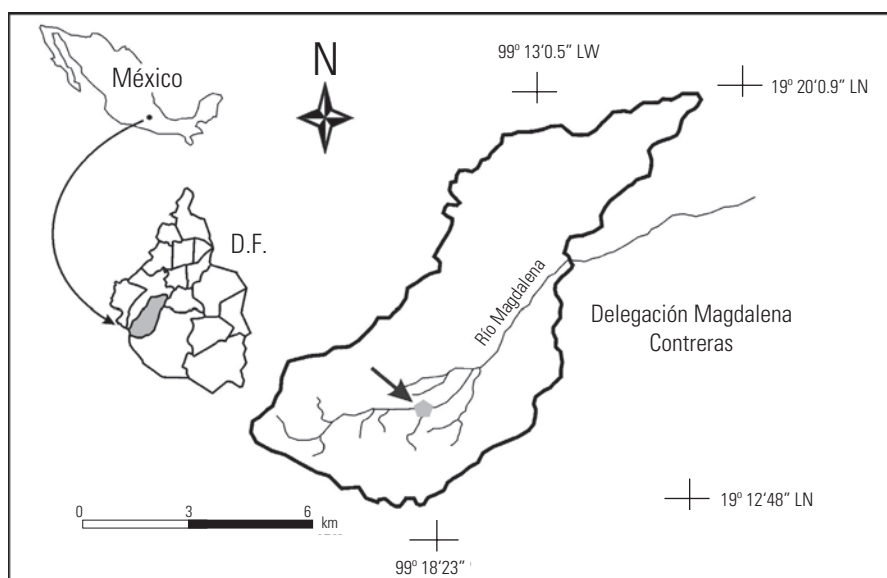 99º 13'0.5" LW
19º 20'0.9" LN
México
N
D.F.
Río Magdalena
Delegación Magdalena
Contreras
0 3 6
km
19º 12'48" LN
99º 18'23"